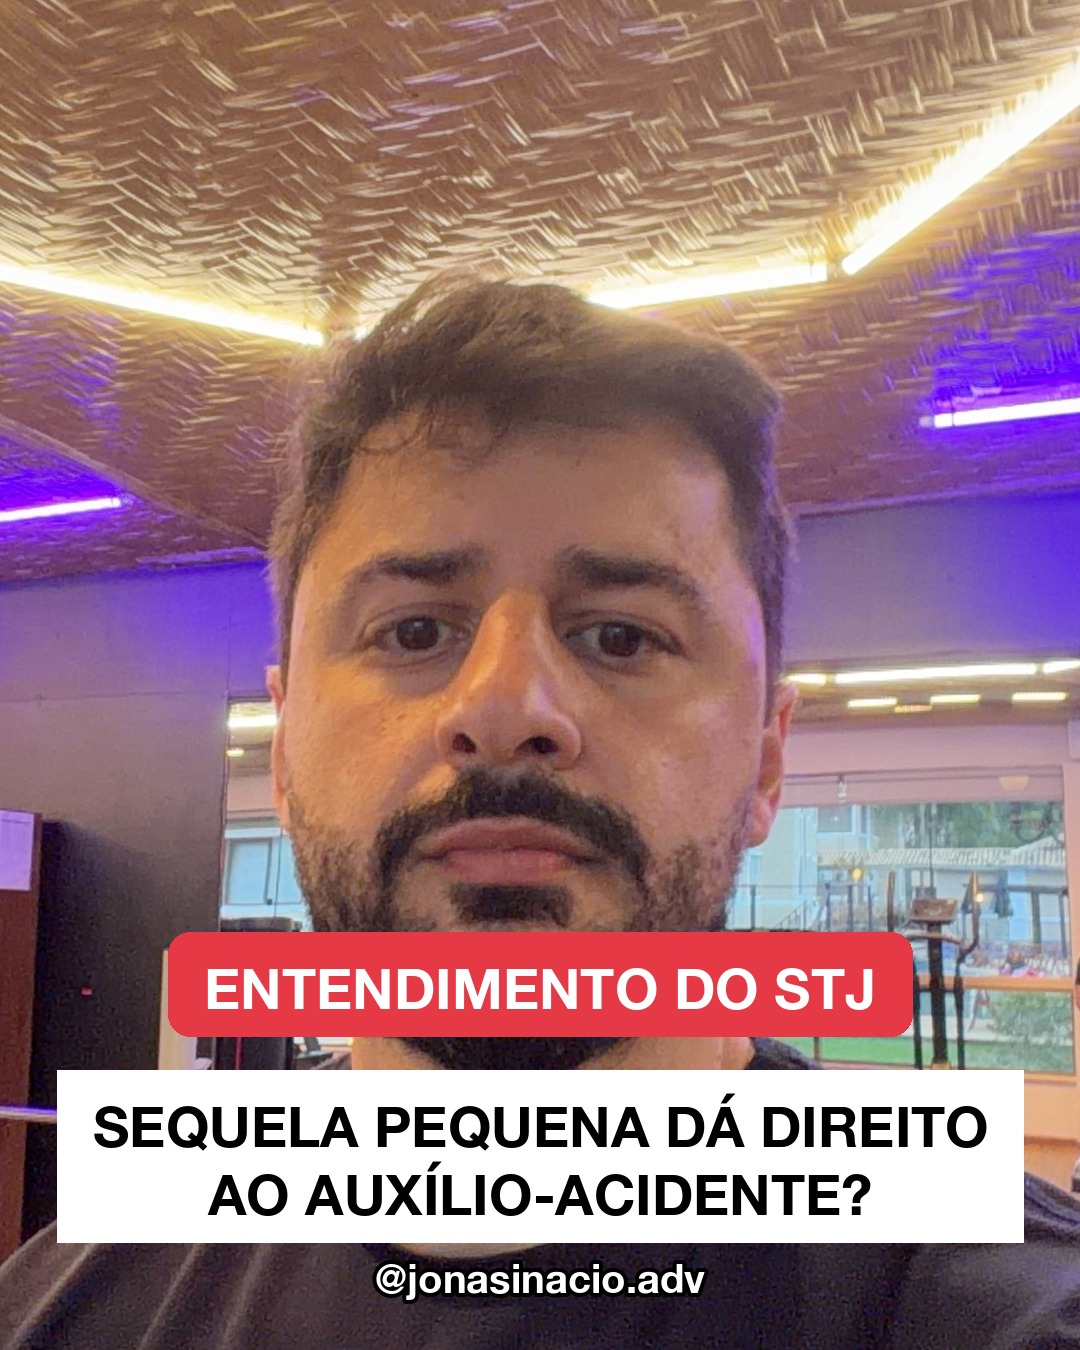 ENTENDIMENTO DO STJ
SEQUELA PEQUENA DÁ DIREITO
AO AUXÍLIO-ACIDENTE?
@jonasinacio.adv